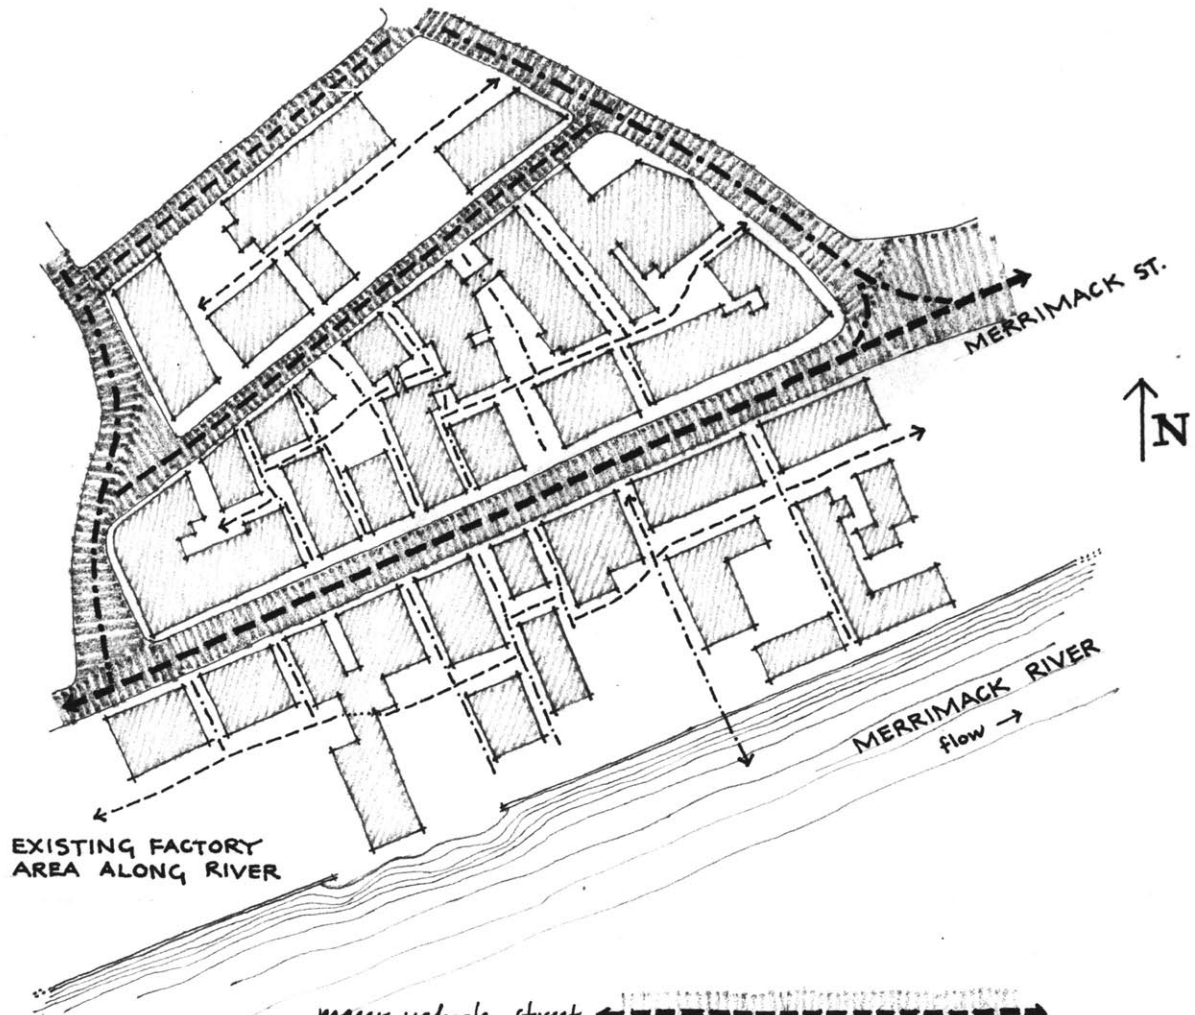 MERRIMACK ST.
N
MERRIMACK RIVER
flow
EXISTING FACTORY
AREA ALONG RIVER
major vehicle street